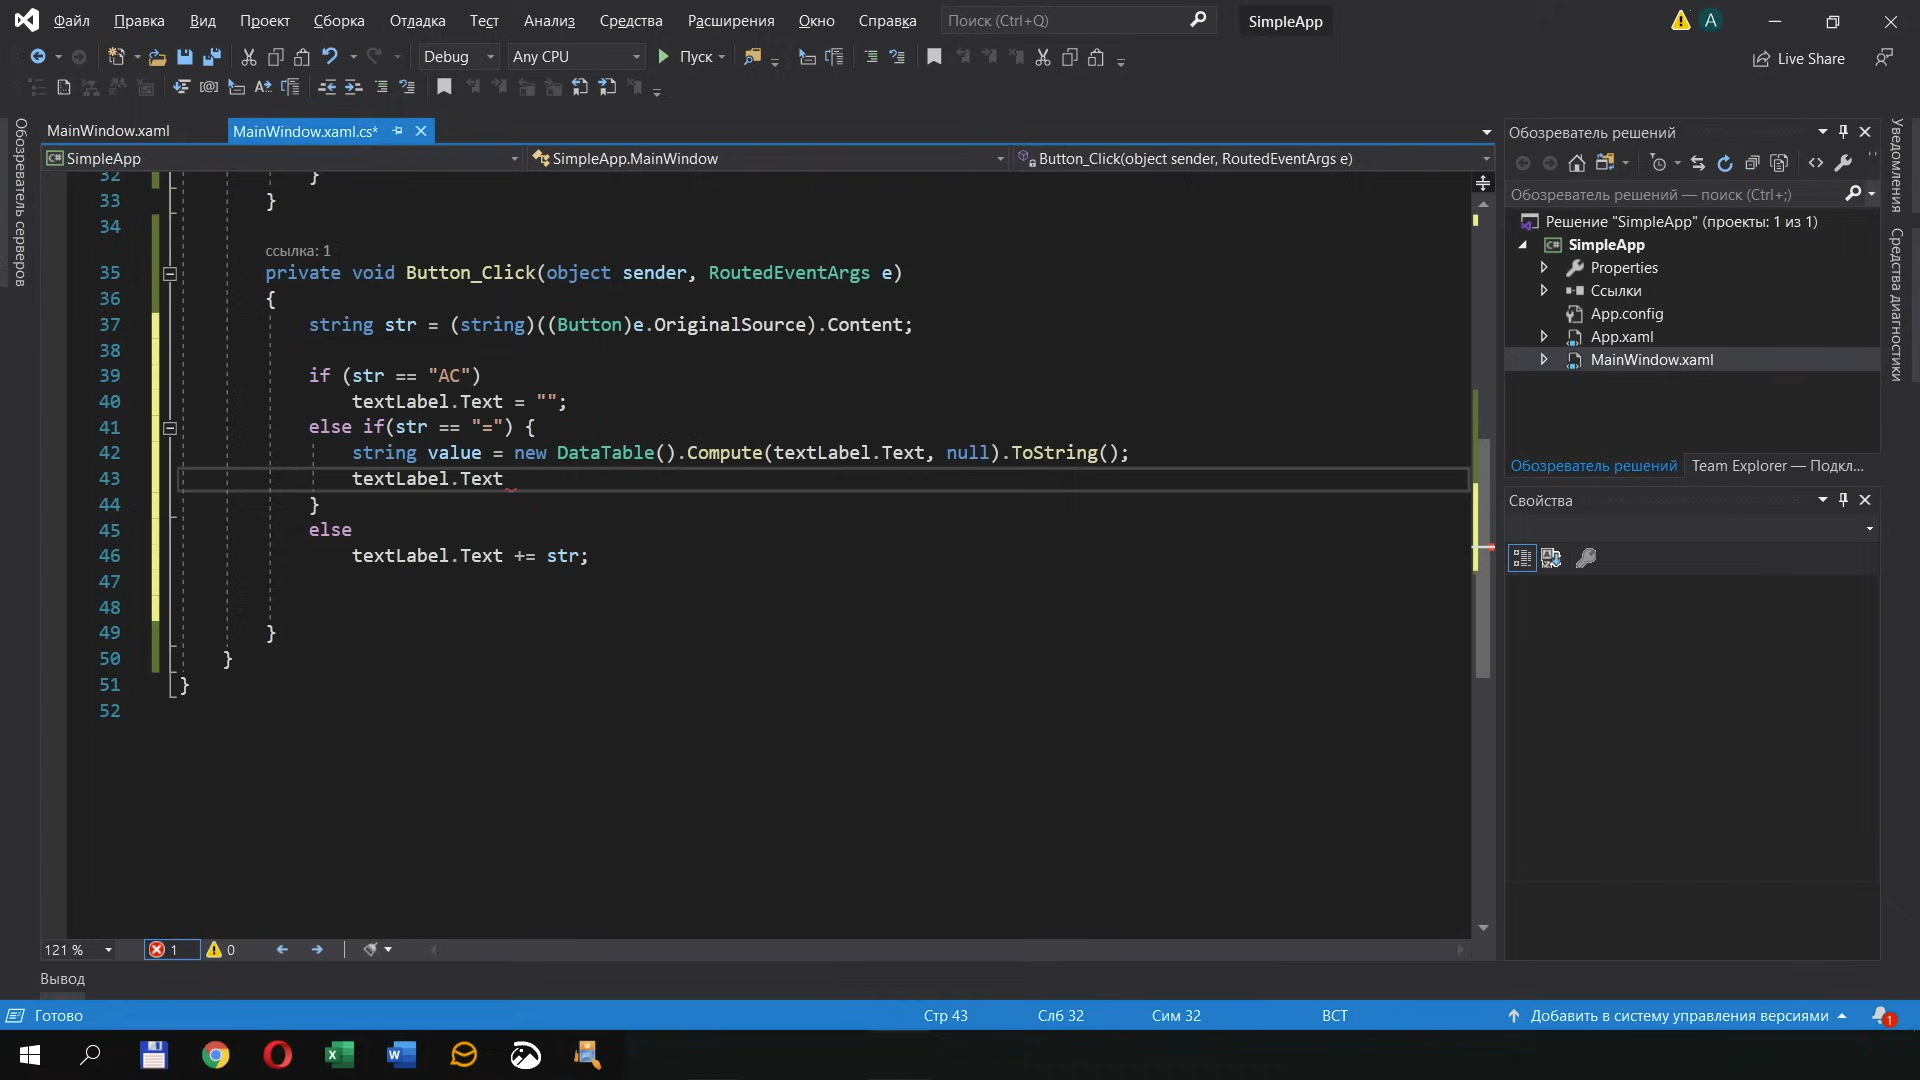 Файл Правка Вид Проект Сборка Отладка Тест Анализ Средства Расширения Окно Справка Поиск (Ctrl+Q) SimpleApp A
Debug Any CPU Пуск Live Share
MainWindow.xaml MainWindow.xaml.cs*
SimpleApp SimpleApp.MainWindow Button_Click(object sender, RoutedEventArgs e)
Обозреватель серверов
32 }
33 }
34
ссылка: 1
35 private void Button_Click(object sender, RoutedEventArgs e)
36 {
37 string str = (string)((Button)e.OriginalSource).Content;
38
39 if (str == "AC")
40 textLabel.Text = "";
41 else if(str == "=") {
42 string value = new DataTable().Compute(textLabel.Text, null).ToString();
43 textLabel.Text
44 }
45 else
46 textLabel.Text += str;
47
48
49 }
50 }
51 }
52
121 % 1 0
Вывод
Обозреватель решений
Обозреватель решений — поиск (Ctrl+;)
Решение "SimpleApp" (проекты: 1 из 1)
SimpleApp
Properties
Ссылки
App.config
App.xaml
MainWindow.xaml
Обозреватель решений Team Explorer — Подкл...
Свойства
Уведомления
Средства диагностики
Готово Стр 43 Слб 32 Сим 32 ВСТ Добавить в систему управления версиями 1